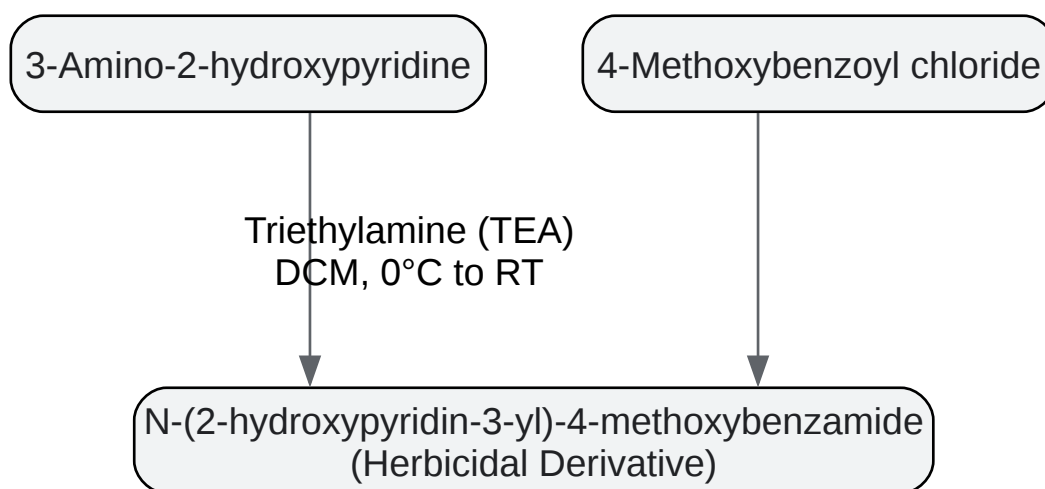 3-Amino-2-hydroxypyridine
4-Methoxybenzoyl chloride
Triethylamine (TEA)
DCM, 0°C to RT
N-(2-hydroxypyridin-3-yl)-4-methoxybenzamide
(Herbicidal Derivative)